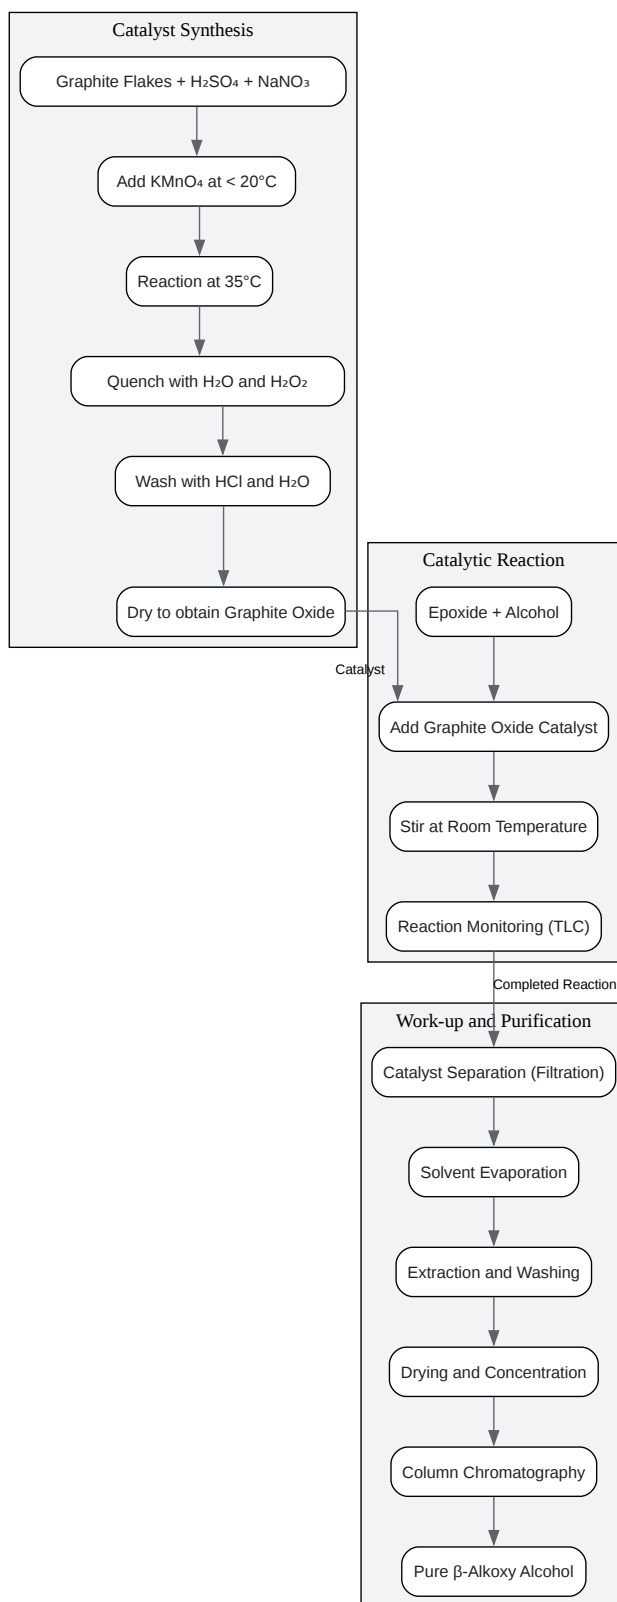 Catalyst Synthesis
Graphite Flakes + H₂SO₄ + NaNO₃
Add KMnO₄ at < 20°C
Reaction at 35°C
Quench with H₂O and H₂O₂
Wash with HCl and H₂O
Dry to obtain Graphite Oxide
Catalyst
Catalytic Reaction
Epoxide + Alcohol
Add Graphite Oxide Catalyst
Stir at Room Temperature
Reaction Monitoring (TLC)
Completed Reaction
Work-up and Purification
Catalyst Separation (Filtration)
Solvent Evaporation
Extraction and Washing
Drying and Concentration
Column Chromatography
Pure β-Alkoxy Alcohol